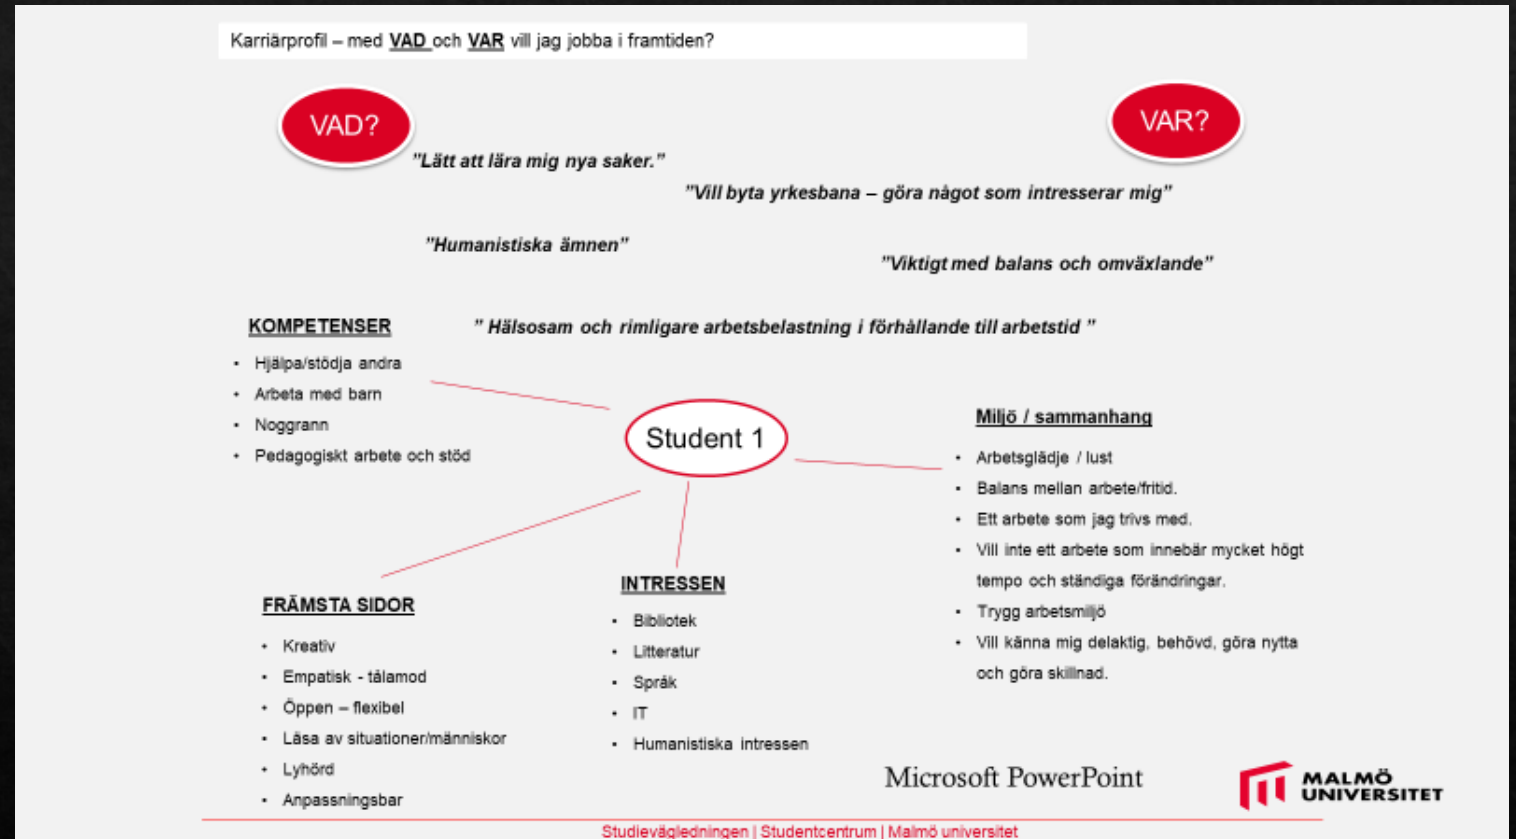 Karriärprofil – med VAD och VAR vill jag jobba i framtiden?
VAD?
VAR?
"Lätt att lära mig nya saker."
"Vill byta yrkesbana – göra något som intresserar mig"
"Humanistiska ämnen"
"Viktigt med balans och omväxlande"
" Hälsosam och rimligare arbetsbelastning i förhållande till arbetstid "
KOMPETENSER
• Hjälpa/stödja andra
• Arbeta med barn
• Noggrann
• Pedagogiskt arbete och stöd
Student 1
Miljö / sammanhang
• Arbetsglädje / lust
• Balans mellan arbete/fritid.
• Ett arbete som jag trivs med.
• Vill inte ett arbete som innebär mycket högt
tempo och ständiga förändringar.
• Trygg arbetsmiljö
• Vill känna mig delaktig, behövd, göra nytta
och göra skillnad.
FRÄMSTA SIDOR
• Kreativ
• Empatisk - tålamod
• Öppen – flexibel
• Läsa av situationer/människor
• Lyhörd
• Anpassningsbar
INTRESSEN
• Bibliotek
• Litteratur
• Språk
• IT
• Humanistiska intressen
Microsoft PowerPoint
MALMÖ
UNIVERSITET
Studievägledningen | Studentcentrum | Malmö universitet